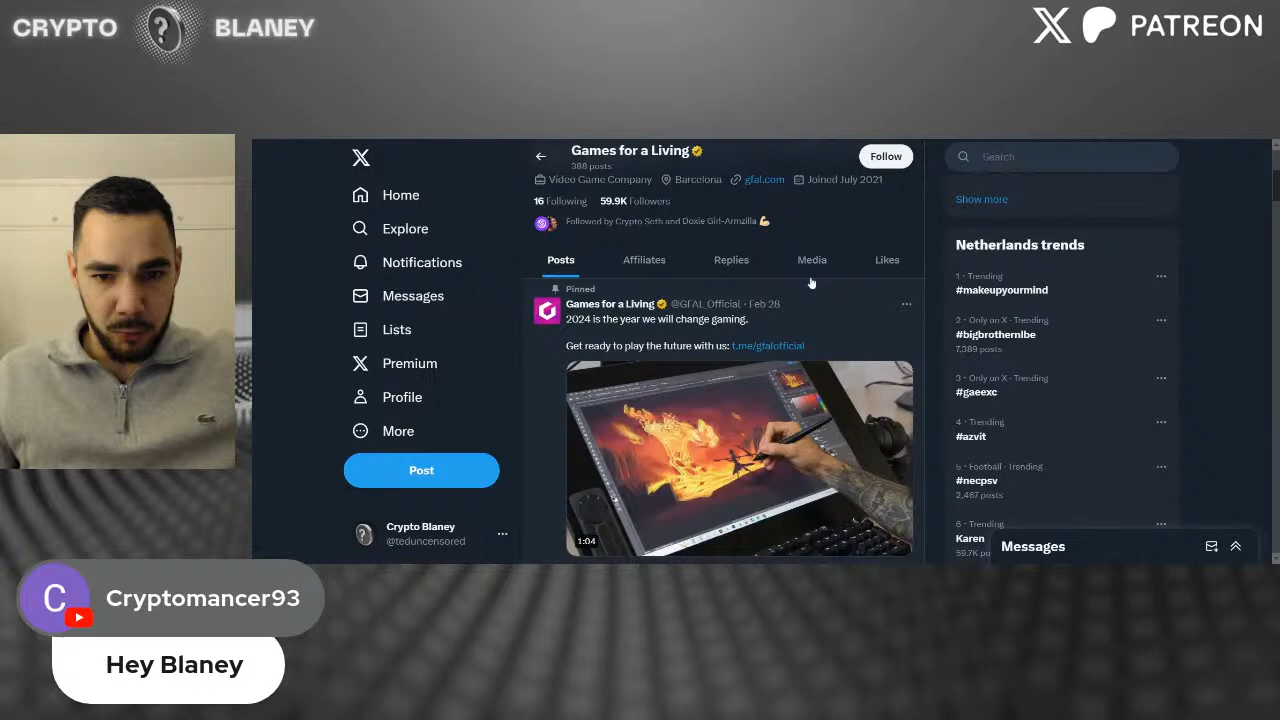 CRYPTO ? BLANEY
X PATREON
Games for a Living
388 posts
Follow
Video Game Company Barcelona gfal.com Joined July 2021
16 Following 59.9K Followers
Followed by Crypto Seth and Doxie Girl-Armzilla
Posts Affiliates Replies Media Likes
Pinned
Games for a Living @GFAL_Official · Feb 28
2024 is the year we will change gaming.
Get ready to play the future with us: t.me/gfalofficial
1:04
Home
Explore
Notifications
Messages
Lists
Premium
Profile
More
Post
Crypto Blaney
@teduncensored
Search
Show more
Netherlands trends
1 · Trending
#makeupyourmind
2 · Only on X · Trending
#bigbrothernlbe
7,389 posts
3 · Only on X · Trending
#gaeexc
4 · Trending
#azvit
5 · Football · Trending
#necpsv
2,467 posts
6 · Trending
Karen
59.7K po
Messages
C Cryptomancer93
Hey Blaney